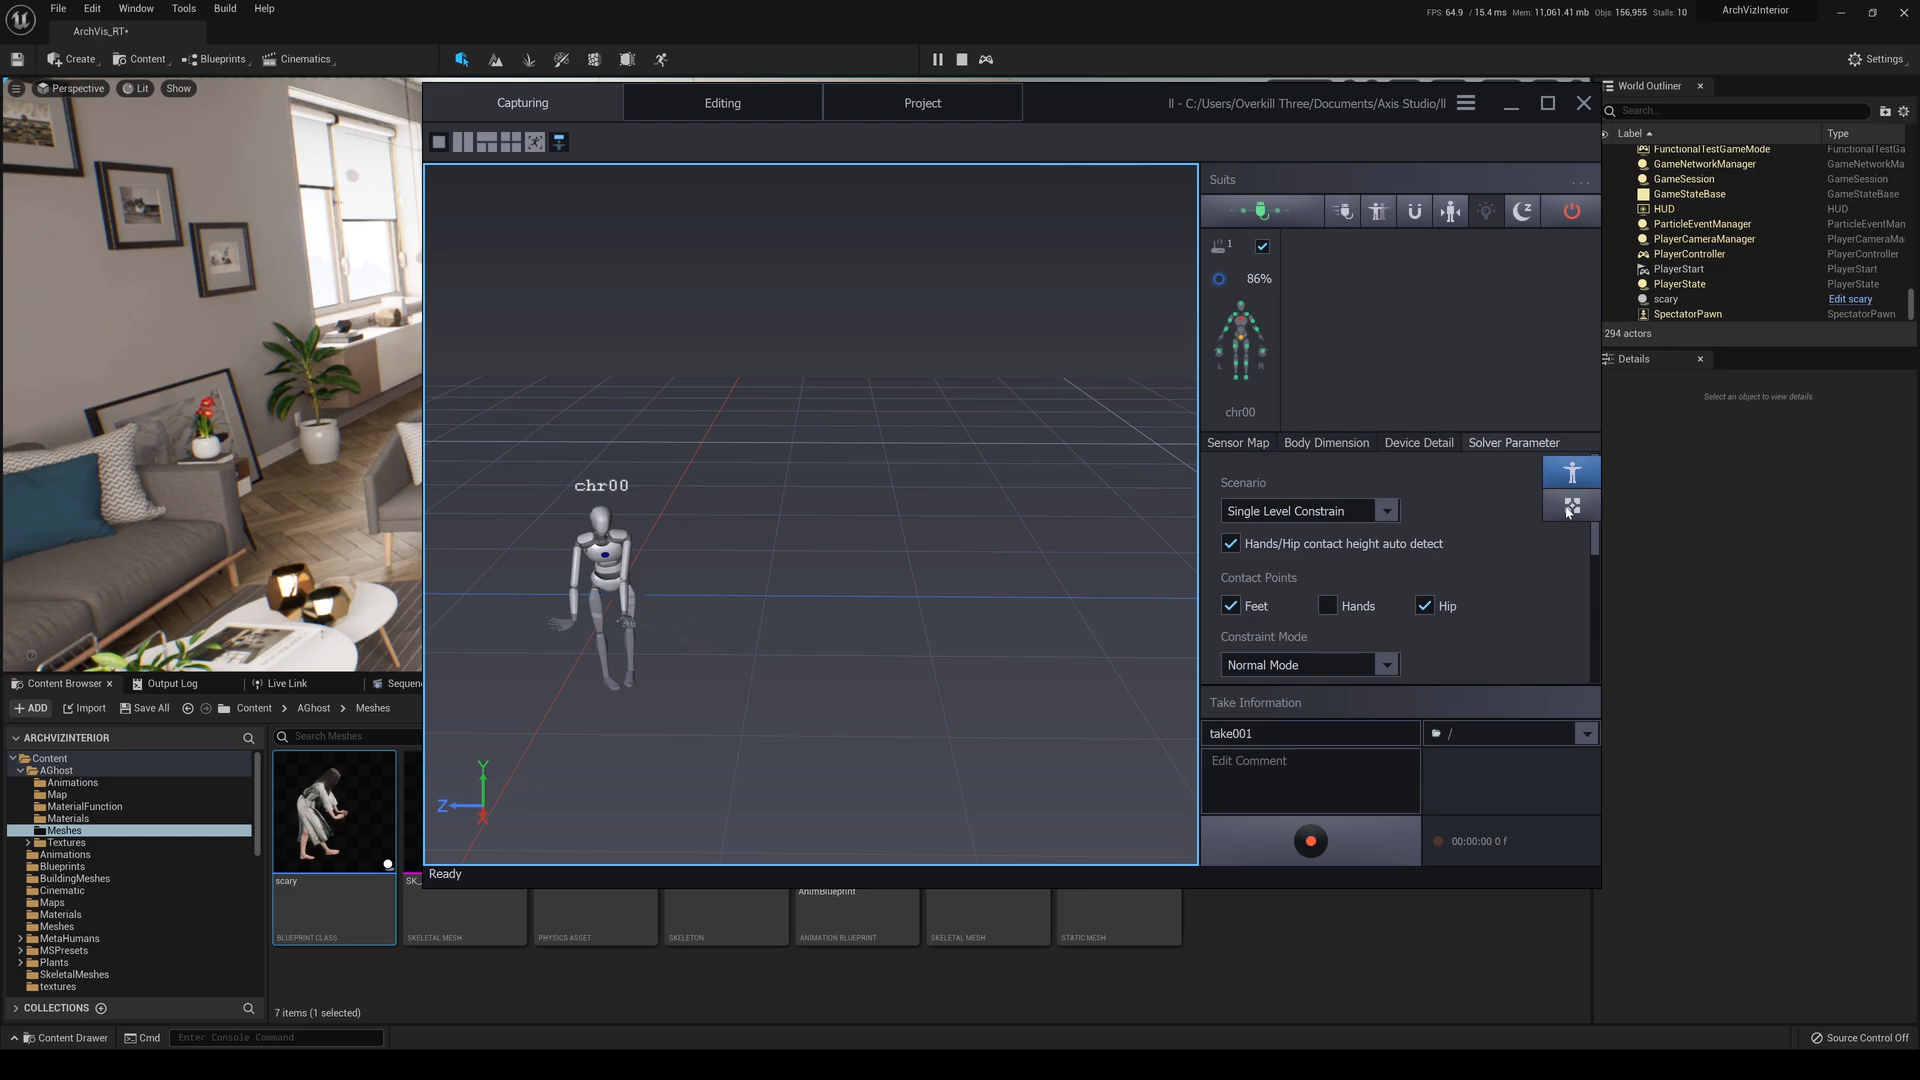 File Edit Window Tools Build Help
FPS: 64.9 / 15.4 ms Mem: 11,061.41 mb Objs: 156,955 Stalls: 10
ArchVizInterior
ArchVis_RT*
Create Content Blueprints Cinematics
Settings
Perspective Lit Show
Capturing Editing Project
ll - C:/Users/Overkill Three/Documents/Axis Studio/ll
World Outliner
Search...
Label Type
FunctionalTestGameMode FunctionalTestGa
GameNetworkManager GameNetworkMa
GameSession GameSession
GameStateBase GameStateBase
HUD HUD
ParticleEventManager ParticleEventMan
PlayerCameraManager PlayerCameraMa
PlayerController PlayerController
PlayerStart PlayerStart
PlayerState PlayerState
scary Edit scary
SpectatorPawn SpectatorPawn
294 actors
Details
Select an object to view details.
Suits ...
1
86%
L R
chr00
Sensor Map Body Dimension Device Detail Solver Parameter
Scenario
Single Level Constrain
Hands/Hip contact height auto detect
Contact Points
Feet Hands Hip
Constraint Mode
Normal Mode
Take Information
take001 /
Edit Comment
00:00:00 0 f
chr00
Y
Z
X
Ready
Content Browser Output Log Live Link Sequen
ADD Import Save All Content AGhost Meshes
ARCHVIZINTERIOR
Search Meshes
Content
AGhost
Animations
Map
MaterialFunction
Materials
Meshes
Textures
Animations
Blueprints
BuildingMeshes
Cinematic
Maps
Materials
Meshes
MetaHumans
MSPresets
Plants
SkeletalMeshes
textures
COLLECTIONS
scary SK_ AnimBlueprint
BLUEPRINT CLASS SKELETAL MESH PHYSICS ASSET SKELETON ANIMATION BLUEPRINT SKELETAL MESH STATIC MESH
7 items (1 selected)
Content Drawer Cmd Enter Console Command
Source Control Off